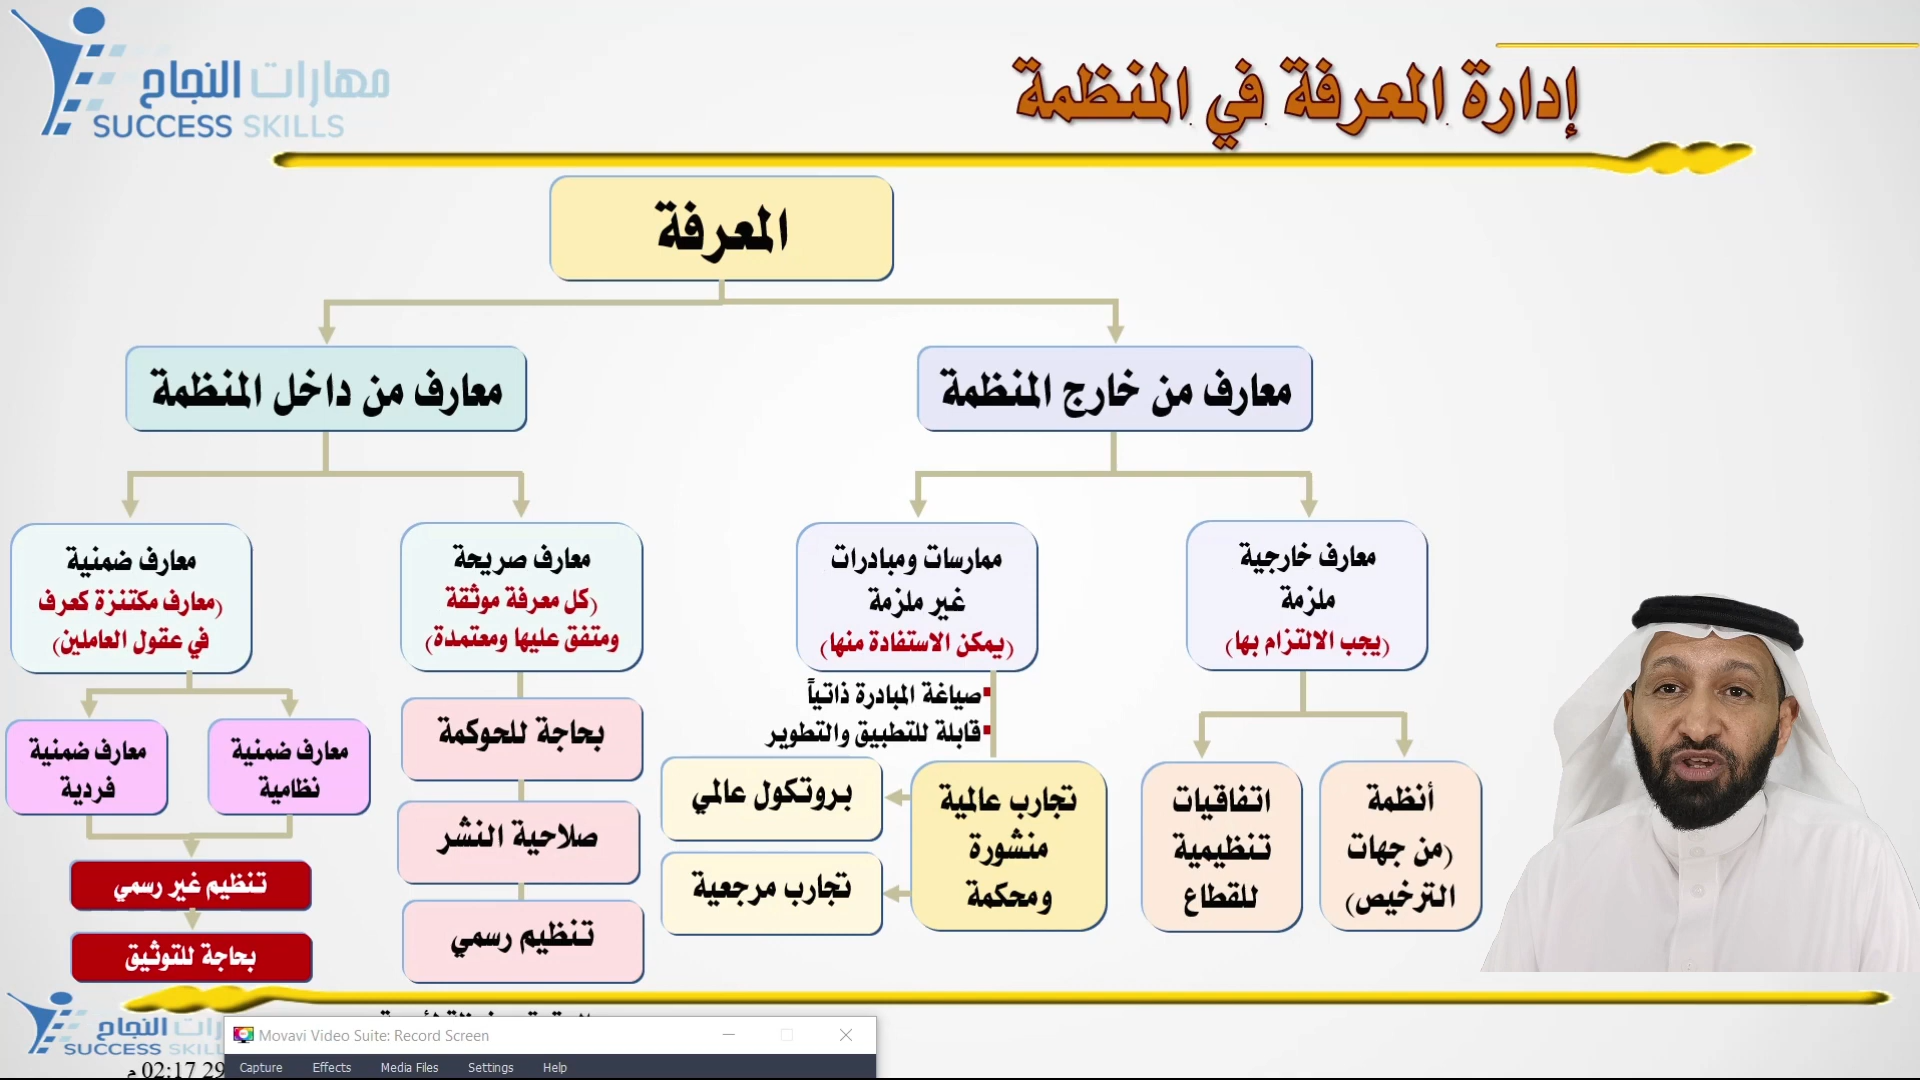 مهارات النجاح
SUCCESS SKILLS
إدارة المعرفة في المنظمة
المعرفة
معارف من خارج المنظمة
معارف من داخل المنظمة
معارف خارجية
ملزمة
(يجب الالتزام بها)
ممارسات ومبادرات
غير ملزمة
(يمكن الاستفادة منها)
معارف صريحة
(كل معرفة موثقة
ومتفق عليها ومعتمدة)
معارف ضمنية
(معارف مكتنزة كعرف
في عقول العاملين)
صياغة المبادرة ذاتياً
قابلة للتطبيق والتطوير
أنظمة
(من جهات
الترخيص)
اتفاقيات
تنظيمية
للقطاع
تجارب عالمية
منشورة
ومحكمة
بروتكول عالمي
تجارب مرجعية
بحاجة للحوكمة
صلاحية النشر
تنظيم رسمي
معارف ضمنية
نظامية
معارف ضمنية
فردية
تنظيم غير رسمي
بحاجة للتوثيق
النجاح
SUCCESS SKILL
02:17 29 م
Movavi Video Suite: Record Screen
Capture Effects Media Files Settings Help